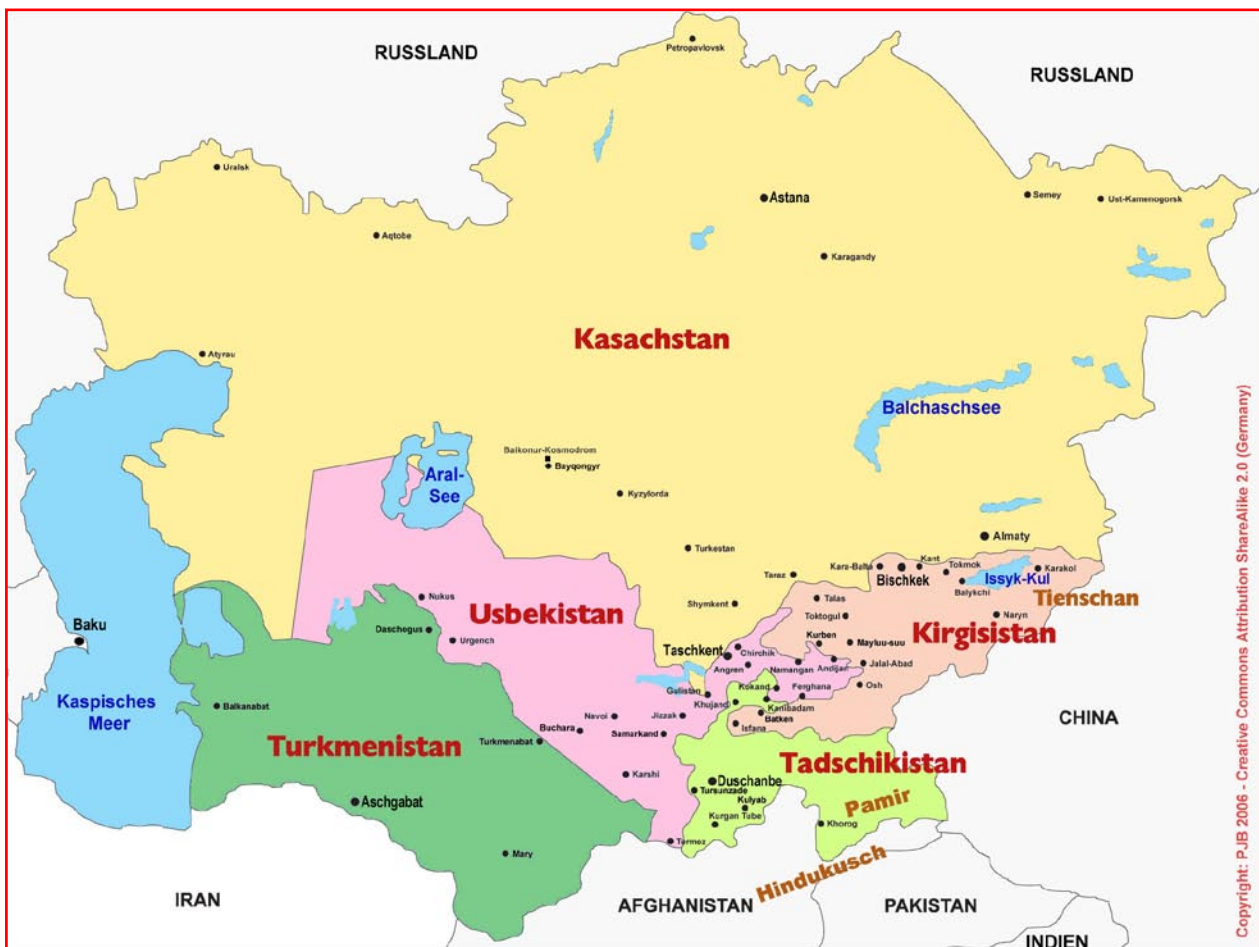 Petropavlovsk
RUSSLAND
RUSSLAND
Uralsk
Astana
Semey
Ust-Kamenogorsk
Aqtobe
Karagandy
Kasachstan
Atyrau
Balchaschsee
Baikonur-Kosmodrom
Bayqongyr
Aral-
See
Kyzylorda
Almaty
Turkestan
Kara-Balta
Kant
Tokmok
Karakol
Taraz
Bischkek
Issyk-Kul
Balykchi
Tienschan
Nukus
Shymkent
Talas
Usbekistan
Toktogul
Naryn
Daschogus
Kirgisistan
Baku
Urgench
Kurben
Mayluu-suu
Taschkent
Chirchik
Angren
Namangan
Andijan
Jalal-Abad
Kaspisches
Meer
Gulistan
Kokand
Ferghana
Osh
Balkanabat
Khujand
Kanibadam
Navoi
Jizzak
Batken
CHINA
Isfana
Buchara
Samarkand
Turkmenistan
Turkmenabat
Tadschikistan
Karshi
Duschanbe
Tursunzade
Aschgabat
Kulyab
Pamir
Kurgan Tube
Khorog
Termez
Mary
Hindukusch
IRAN
AFGHANISTAN
PAKISTAN
INDIEN
Copyright: PJB 2006 - Creative Commons Attribution ShareAlike 2.0 (Germany)